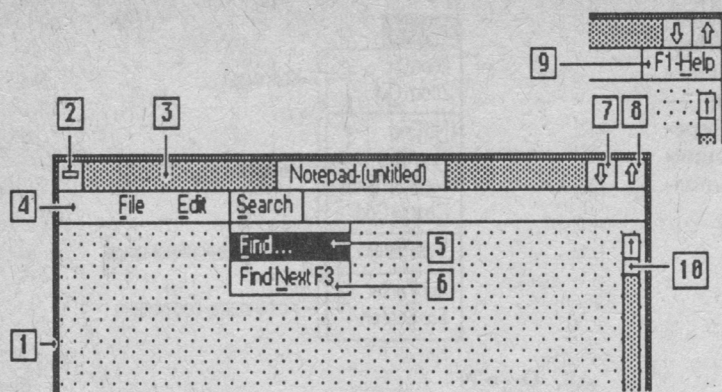 9
F1-Help
2
3
7
8
Notepad-(untitled)
4
File Edit Search
Find...
5
10
Find Next F3
6
1